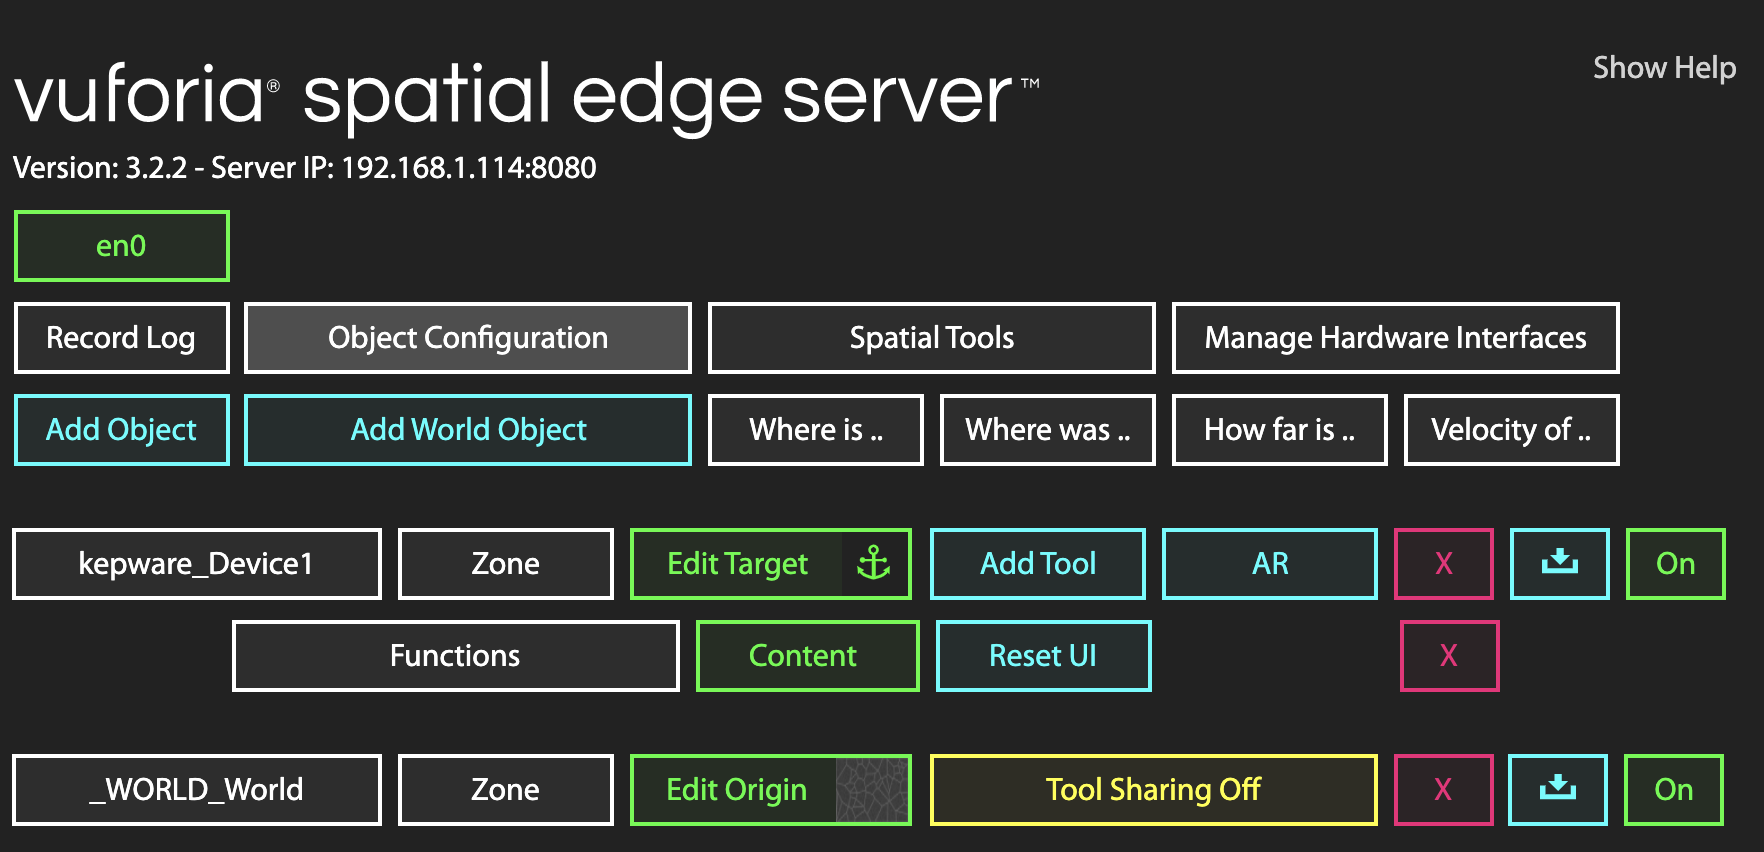 Show Help
vuforia® spatial edge server™
Version: 3.2.2 - Server IP: 192.168.1.114:8080
en0
Record Log Object Configuration Spatial Tools Manage Hardware Interfaces
Add Object Add World Object Where is .. Where was .. How far is .. Velocity of ..
kepware_Device1 Zone Edit Target Add Tool AR X On
Functions Content Reset UI X
_WORLD_World Zone Edit Origin Tool Sharing Off X On